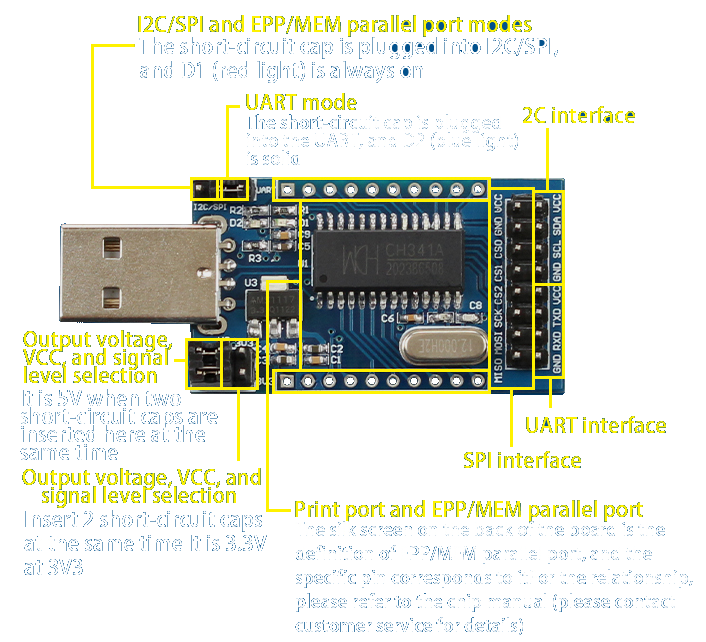 I2C/SPI and EPP/MEM parallel port modes
The short-circuit cap is plugged into I2C/SPI,
and D1 (red light) is always on
UART mode
The short-circuit cap is plugged
into the UART, and D2 (blue light)
is solid
2C interface
UART
I2C/SPI
R2 R1
D2 D1
C9
C5
R3
U1
U3
WCH CH341A
202380508
C6
C8
12.000H2E
C2
C3 C1
3V3
VCC VCC
GND SDA
CS0 SCL
CS1 GND
CS2 VCC
SCK TXD
MOSI RXD
MISO GND
Output voltage,
VCC, and signal
level selection
It is 5V when two
short-circuit caps are
inserted here at the
same time
Output voltage, VCC, and
signal level selection
Insert 2 short-circuit caps
at the same time It is 3.3V
at 3V3
UART interface
SPI interface
Print port and EPP/MEM parallel port
The silk screen on the back of the board is the
definition of EPP/MEM parallel port, and the
specific pin corresponds to it For the relationship,
please refer to the chip manual (please contact
customer service for details)